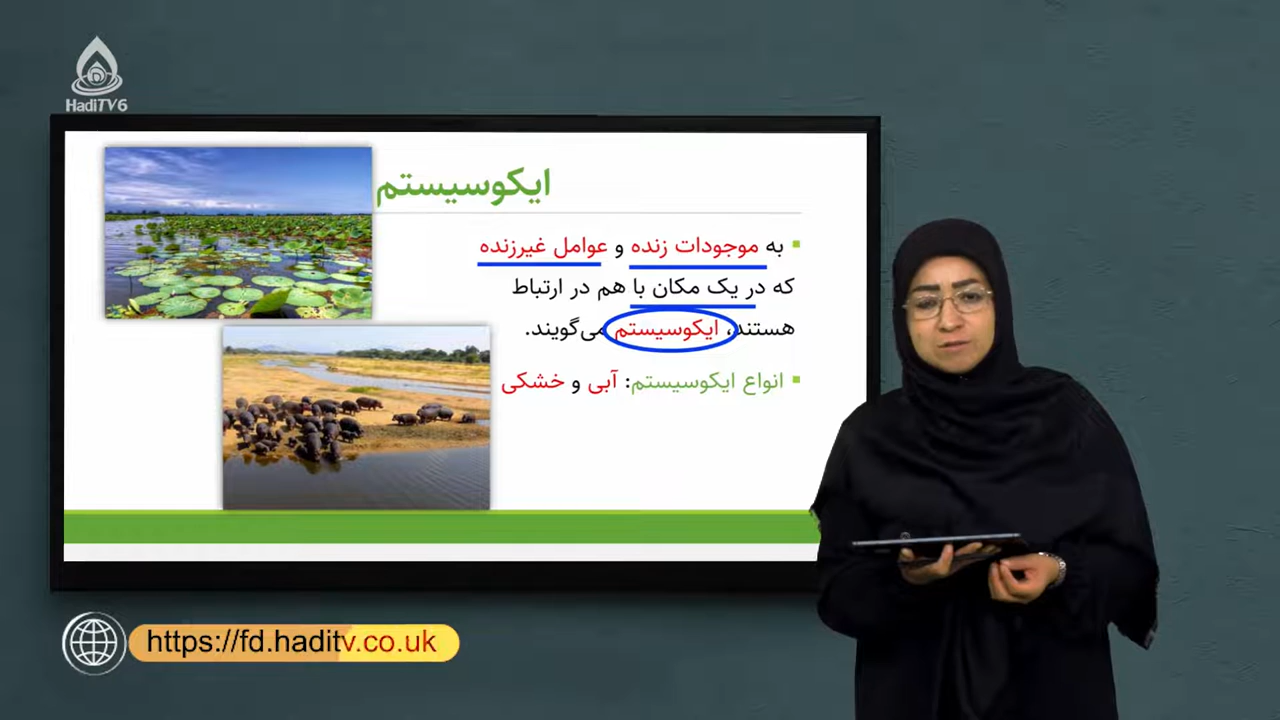 HadiTV6
ایکوسیستم
به موجودات زنده و عوامل غیرزنده
که در یک مکان با هم در ارتباط
هستند، ایکوسیستم می‌گویند.
انواع ایکوسیستم: آبی و خشکی
https://fd.haditv.co.uk